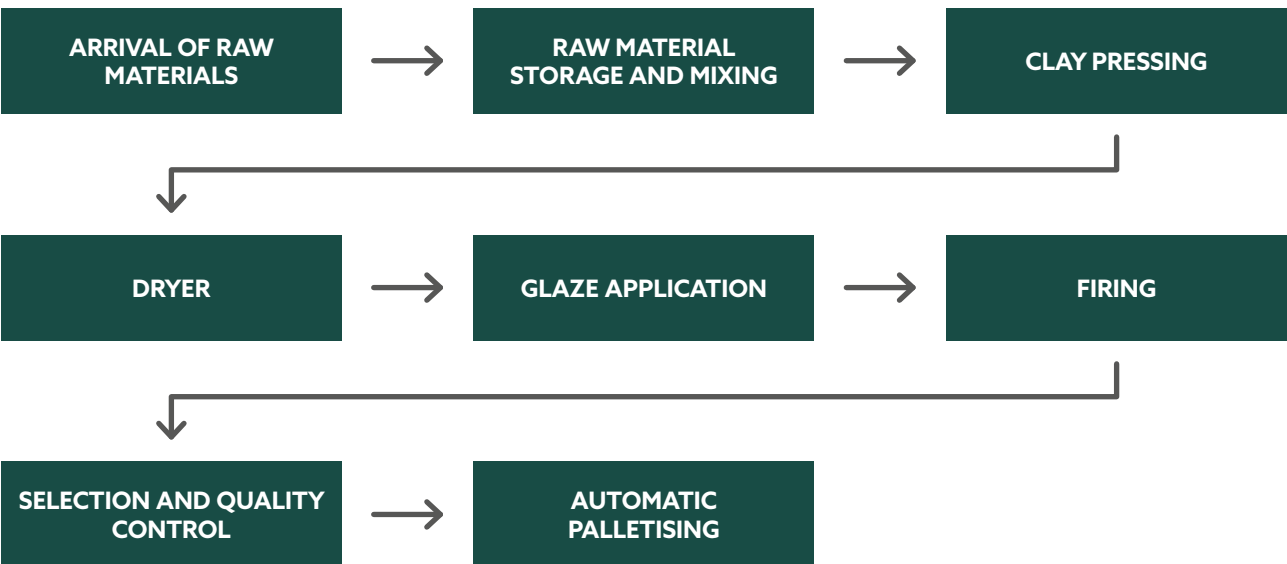 ARRIVAL OF RAW
MATERIALS
RAW MATERIAL
STORAGE AND MIXING
CLAY PRESSING
DRYER
GLAZE APPLICATION
FIRING
SELECTION AND QUALITY
CONTROL
AUTOMATIC
PALLETISING